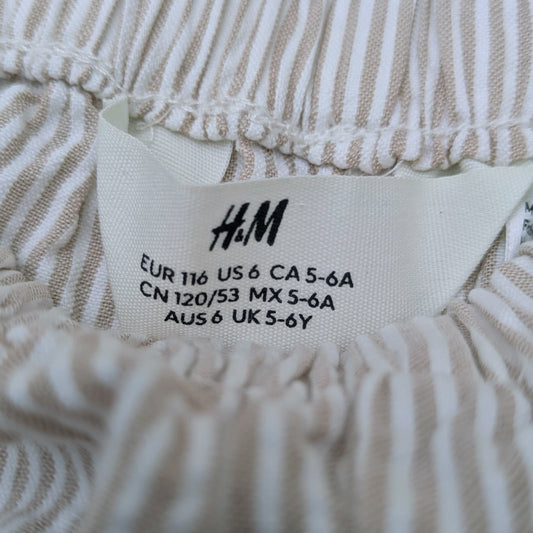 H&M
EUR 116 US 6 CA 5-6A
CN 120/53 MX 5-6A
AUS 6 UK 5-6Y